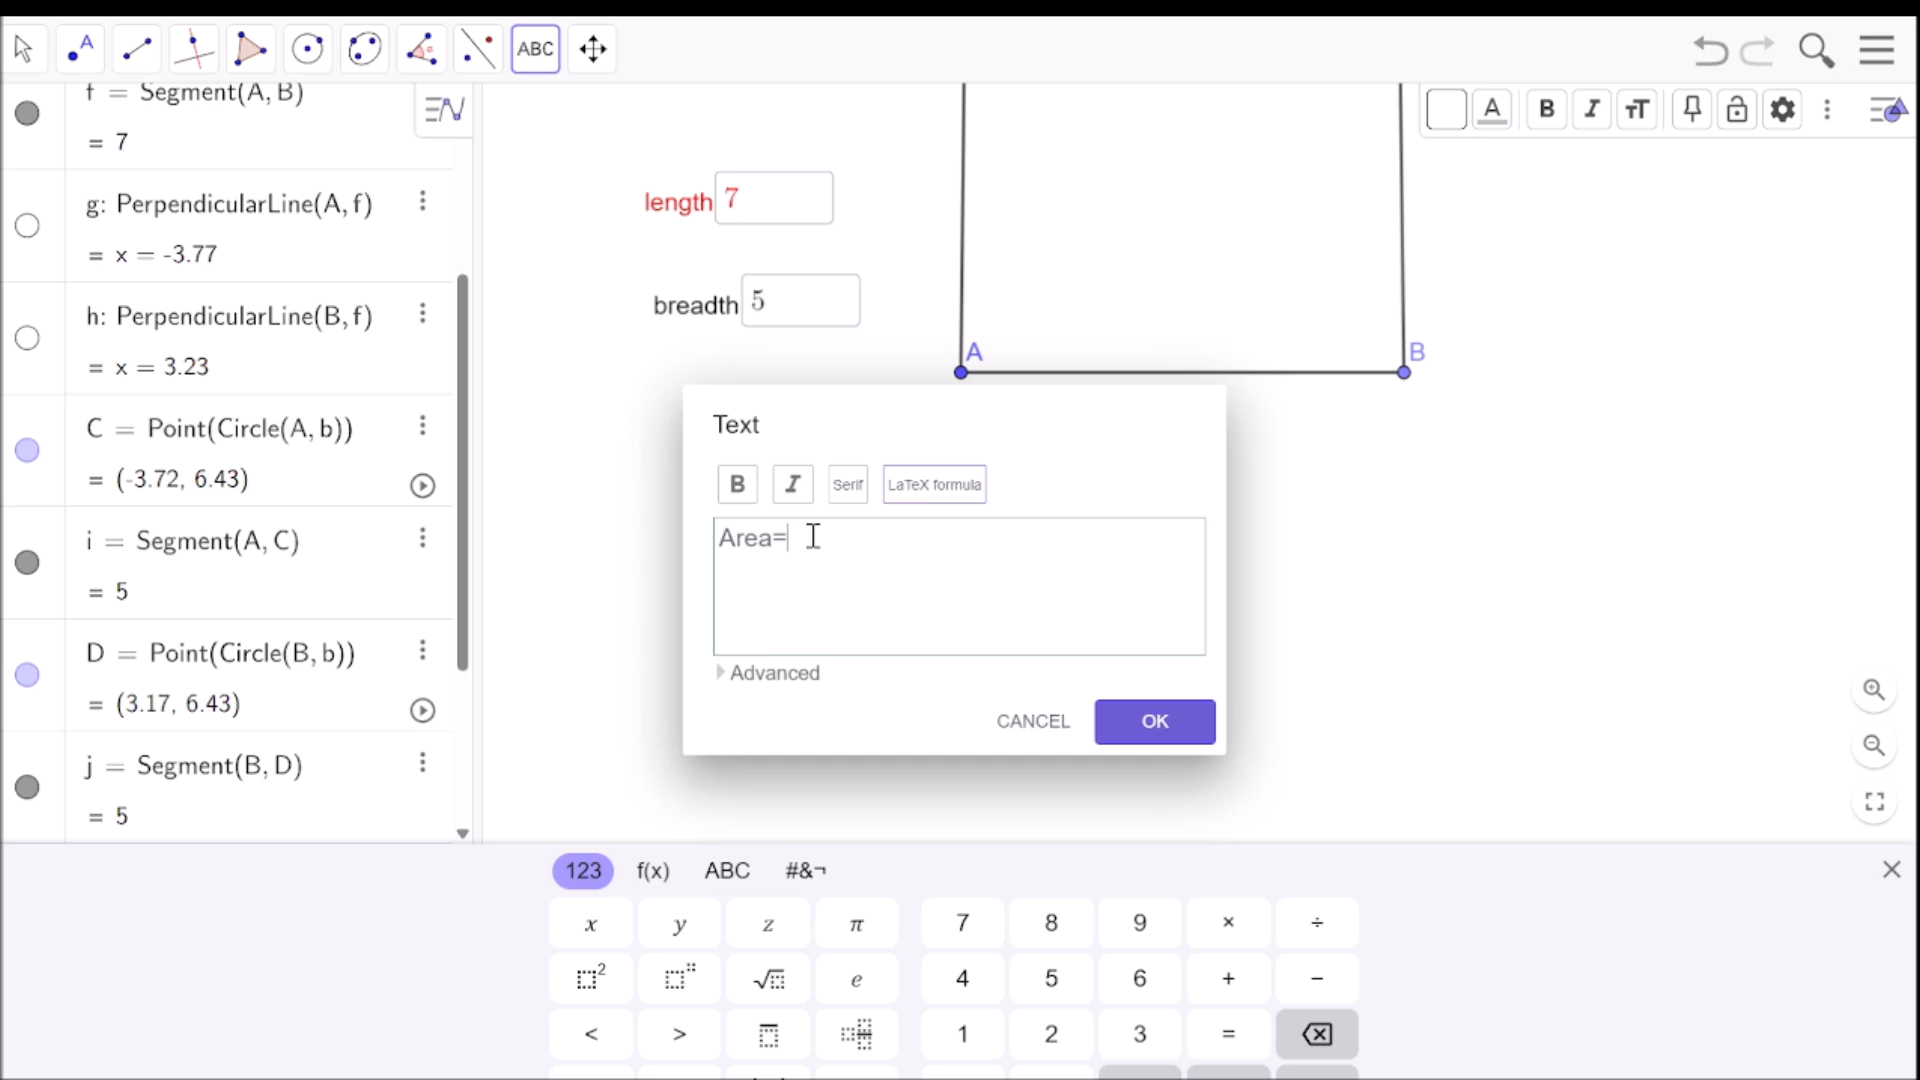 A
ABC
f = Segment(A, B)
= 7
g: PerpendicularLine(A, f)
= x = -3.77
h: PerpendicularLine(B, f)
= x = 3.23
C = Point(Circle(A, b))
= (-3.72, 6.43)
i = Segment(A, C)
= 5
D = Point(Circle(B, b))
= (3.17, 6.43)
j = Segment(B, D)
= 5
A B I TT
length 7
breadth 5
A B
Text
B I Serif LaTeX formula
Area=
Advanced
CANCEL OK
123 f(x) ABC #&¬
x y z π 7 8 9 × ÷
2 √ e 4 5 6 + −
< > 1 2 3 =